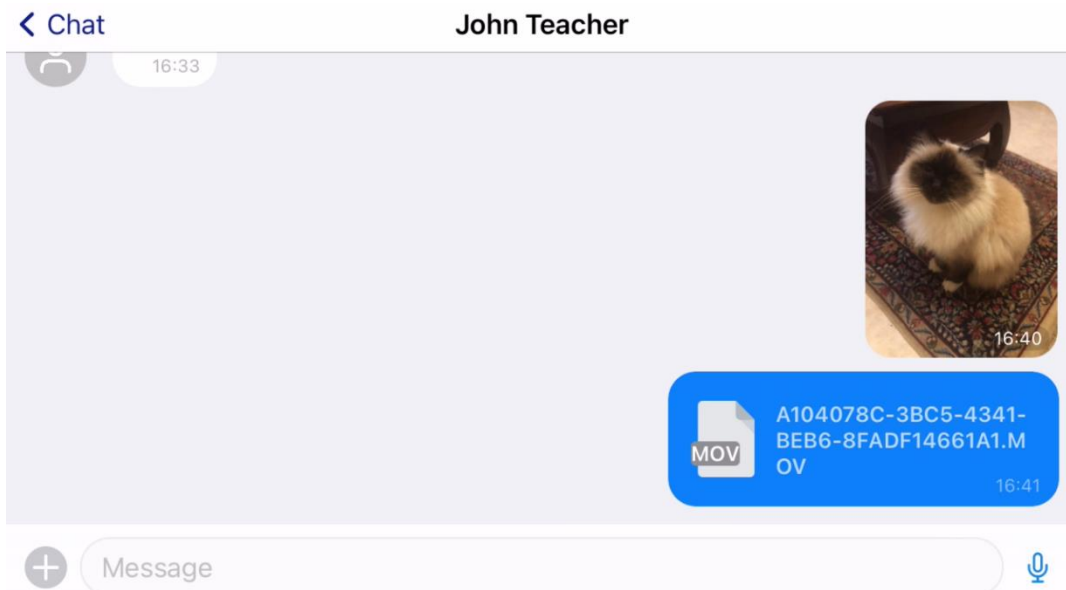 Chat
John Teacher
16:33
16:40
A104078C-3BC5-4341-
BEB6-8FADF14661A1.M
OV
MOV
16:41
Message